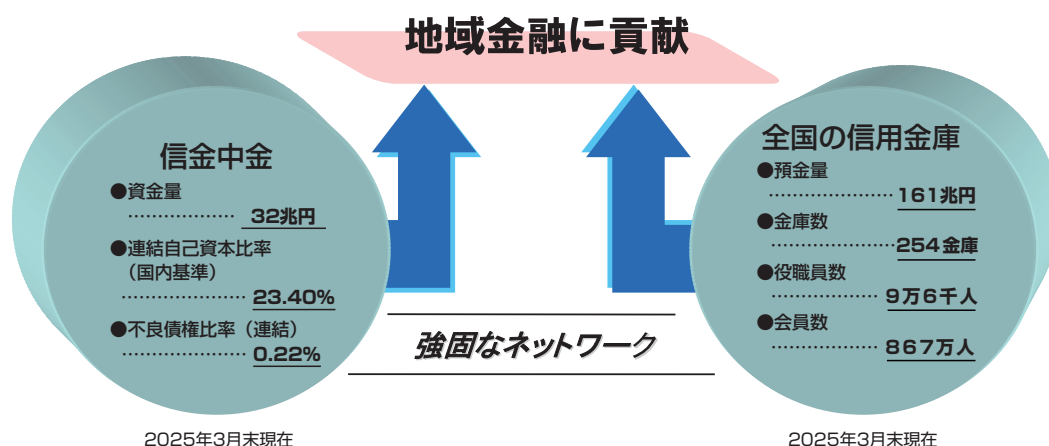 地域金融に貢献
信金中金
●資金量
……………… 32兆円
●連結自己資本比率
（国内基準）
………………… 23.40%
●不良債権比率（連結）
………………… 0.22%
2025年3月末現在
強固なネットワーク
全国の信用金庫
●預金量
………………… 161兆円
●金庫数
…………………254金庫
●役職員数
……………… 9万6千人
●会員数
……………… 867万人
2025年3月末現在